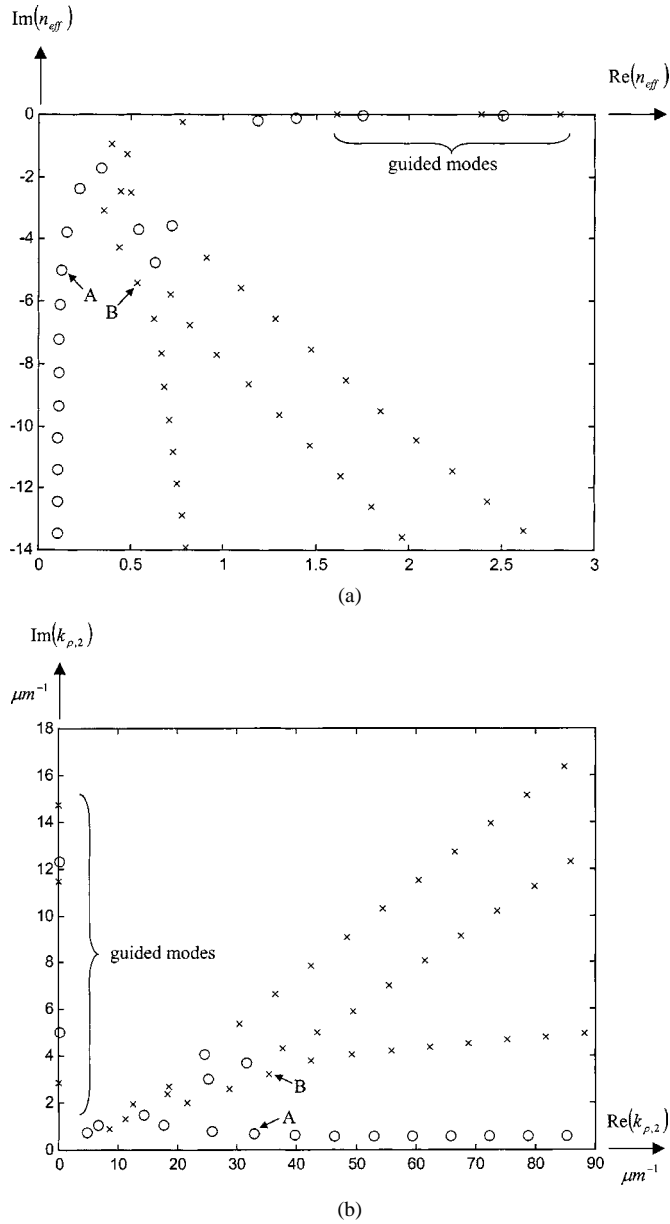 Im(n_eff)
Re(n_eff)
0
-2
-4
-6
-8
-10
-12
-14
guided modes
A
B
0 0.5 1 1.5 2 2.5 3
(a)
Im(k_ρ,2)
μm⁻¹
18
16
14
12
10
8
6
4
2
0
guided modes
B
A
Re(k_ρ,2)
0 10 20 30 40 50 60 70 80 90
μm⁻¹
(b)